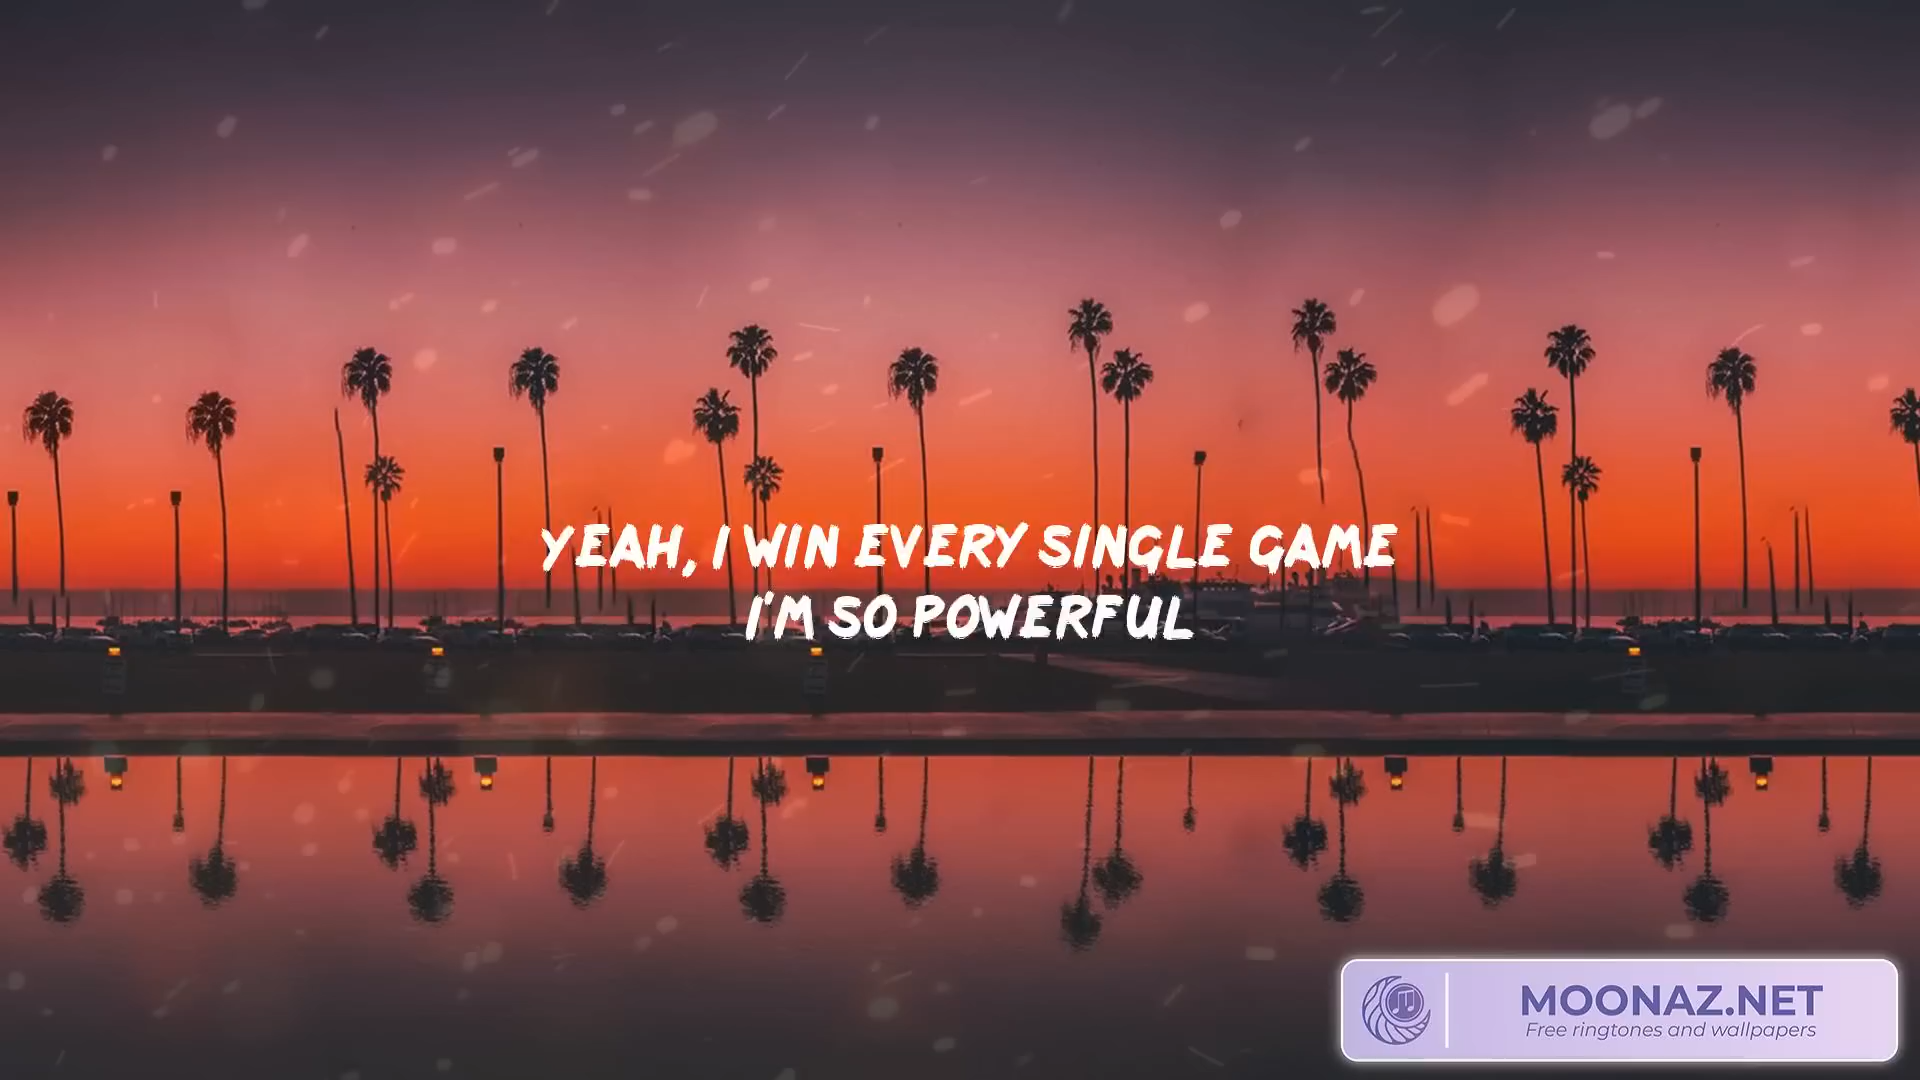 YEAH, I WIN EVERY SINGLE GAME
I'M SO POWERFUL
MOONAZ.NET
Free ringtones and wallpapers